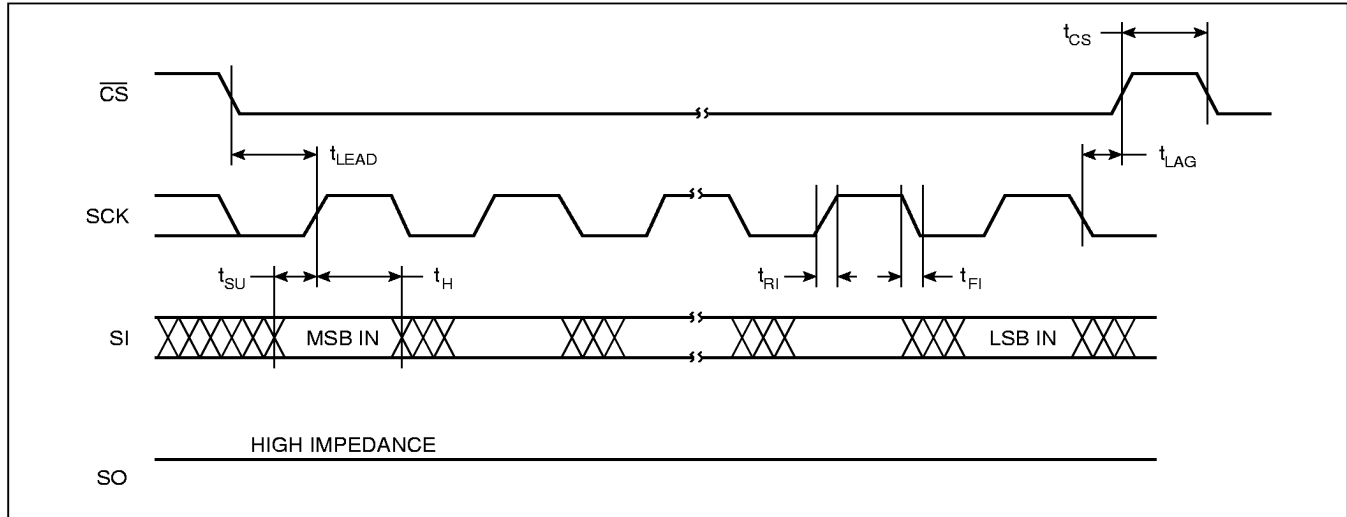 tCS
CS
tLEAD
tLAG
SCK
tSU
tH
tRI
tFI
SI
MSB IN
LSB IN
HIGH IMPEDANCE
SO